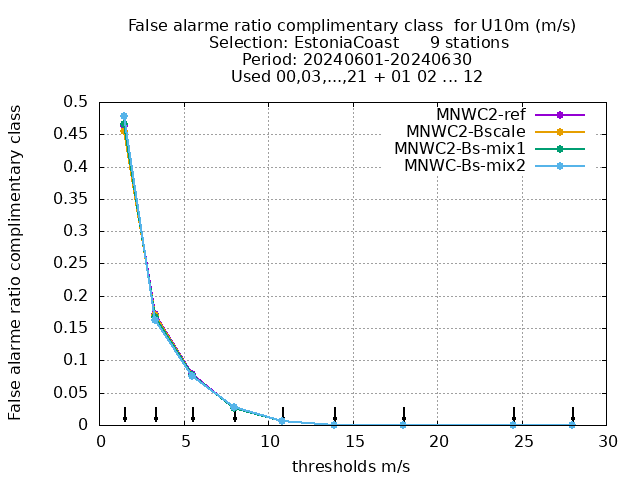 False alarme ratio complimentary class  for U10m (m/s)
Selection: EstoniaCoast      9 stations
Period: 20240601-20240630
Used 00,03,...,21 + 01 02 ... 12
False alarme ratio complimentary class
0.5
0.45
0.4
0.35
0.3
0.25
0.2
0.15
0.1
0.05
0
MNWC2-ref
MNWC2-Bscale
MNWC2-Bs-mix1
MNWC-Bs-mix2
0 5 10 15 20 25 30
thresholds m/s